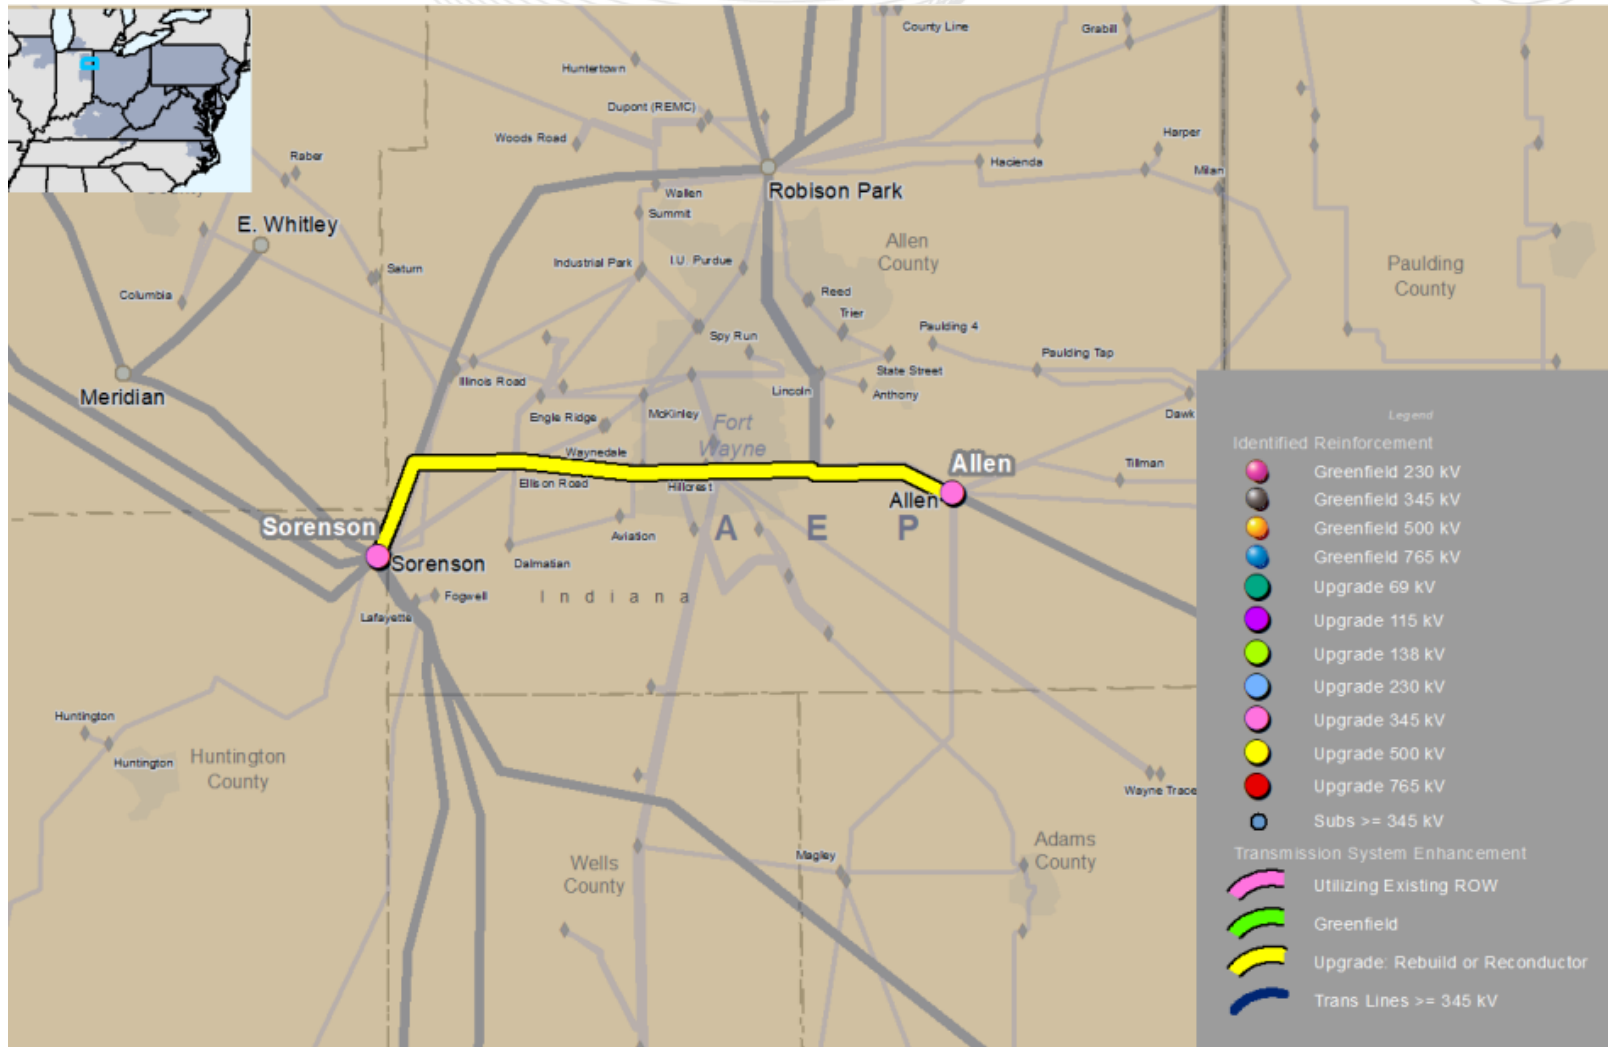 County Line
Grabill
Huntertown
Dupont (REMC)
Woods Road
Harper
Raber
Hacienda
Milan
Wallen
Robison Park
Summit
E. Whitley
Allen
County
Industrial Park
I.U. Purdue
Saturn
Paulding
County
Columbia
Reed
Trier
Paulding 4
Spy Run
Paulding Tap
State Street
Illinois Road
Lincoln
Anthony
Meridian
Engle Ridge
McKinley
Dawk
Fort
Wayne
Waynedale
Allen
Tillman
Ellison Road
Hillcrest
Allen
Sorenson
A E P
Aviation
Sorenson
Dalmatian
Fogwell
Indiana
Lafayette
Huntington
Huntington
County
Huntington
Wayne Trace
Adams
County
Magley
Wells
County
Legend
Identified Reinforcement
Greenfield 230 kV
Greenfield 345 kV
Greenfield 500 kV
Greenfield 765 kV
Upgrade 69 kV
Upgrade 115 kV
Upgrade 138 kV
Upgrade 230 kV
Upgrade 345 kV
Upgrade 500 kV
Upgrade 765 kV
Subs >= 345 kV
Transmission System Enhancement
Utilizing Existing ROW
Greenfield
Upgrade: Rebuild or Reconductor
Trans Lines >= 345 kV